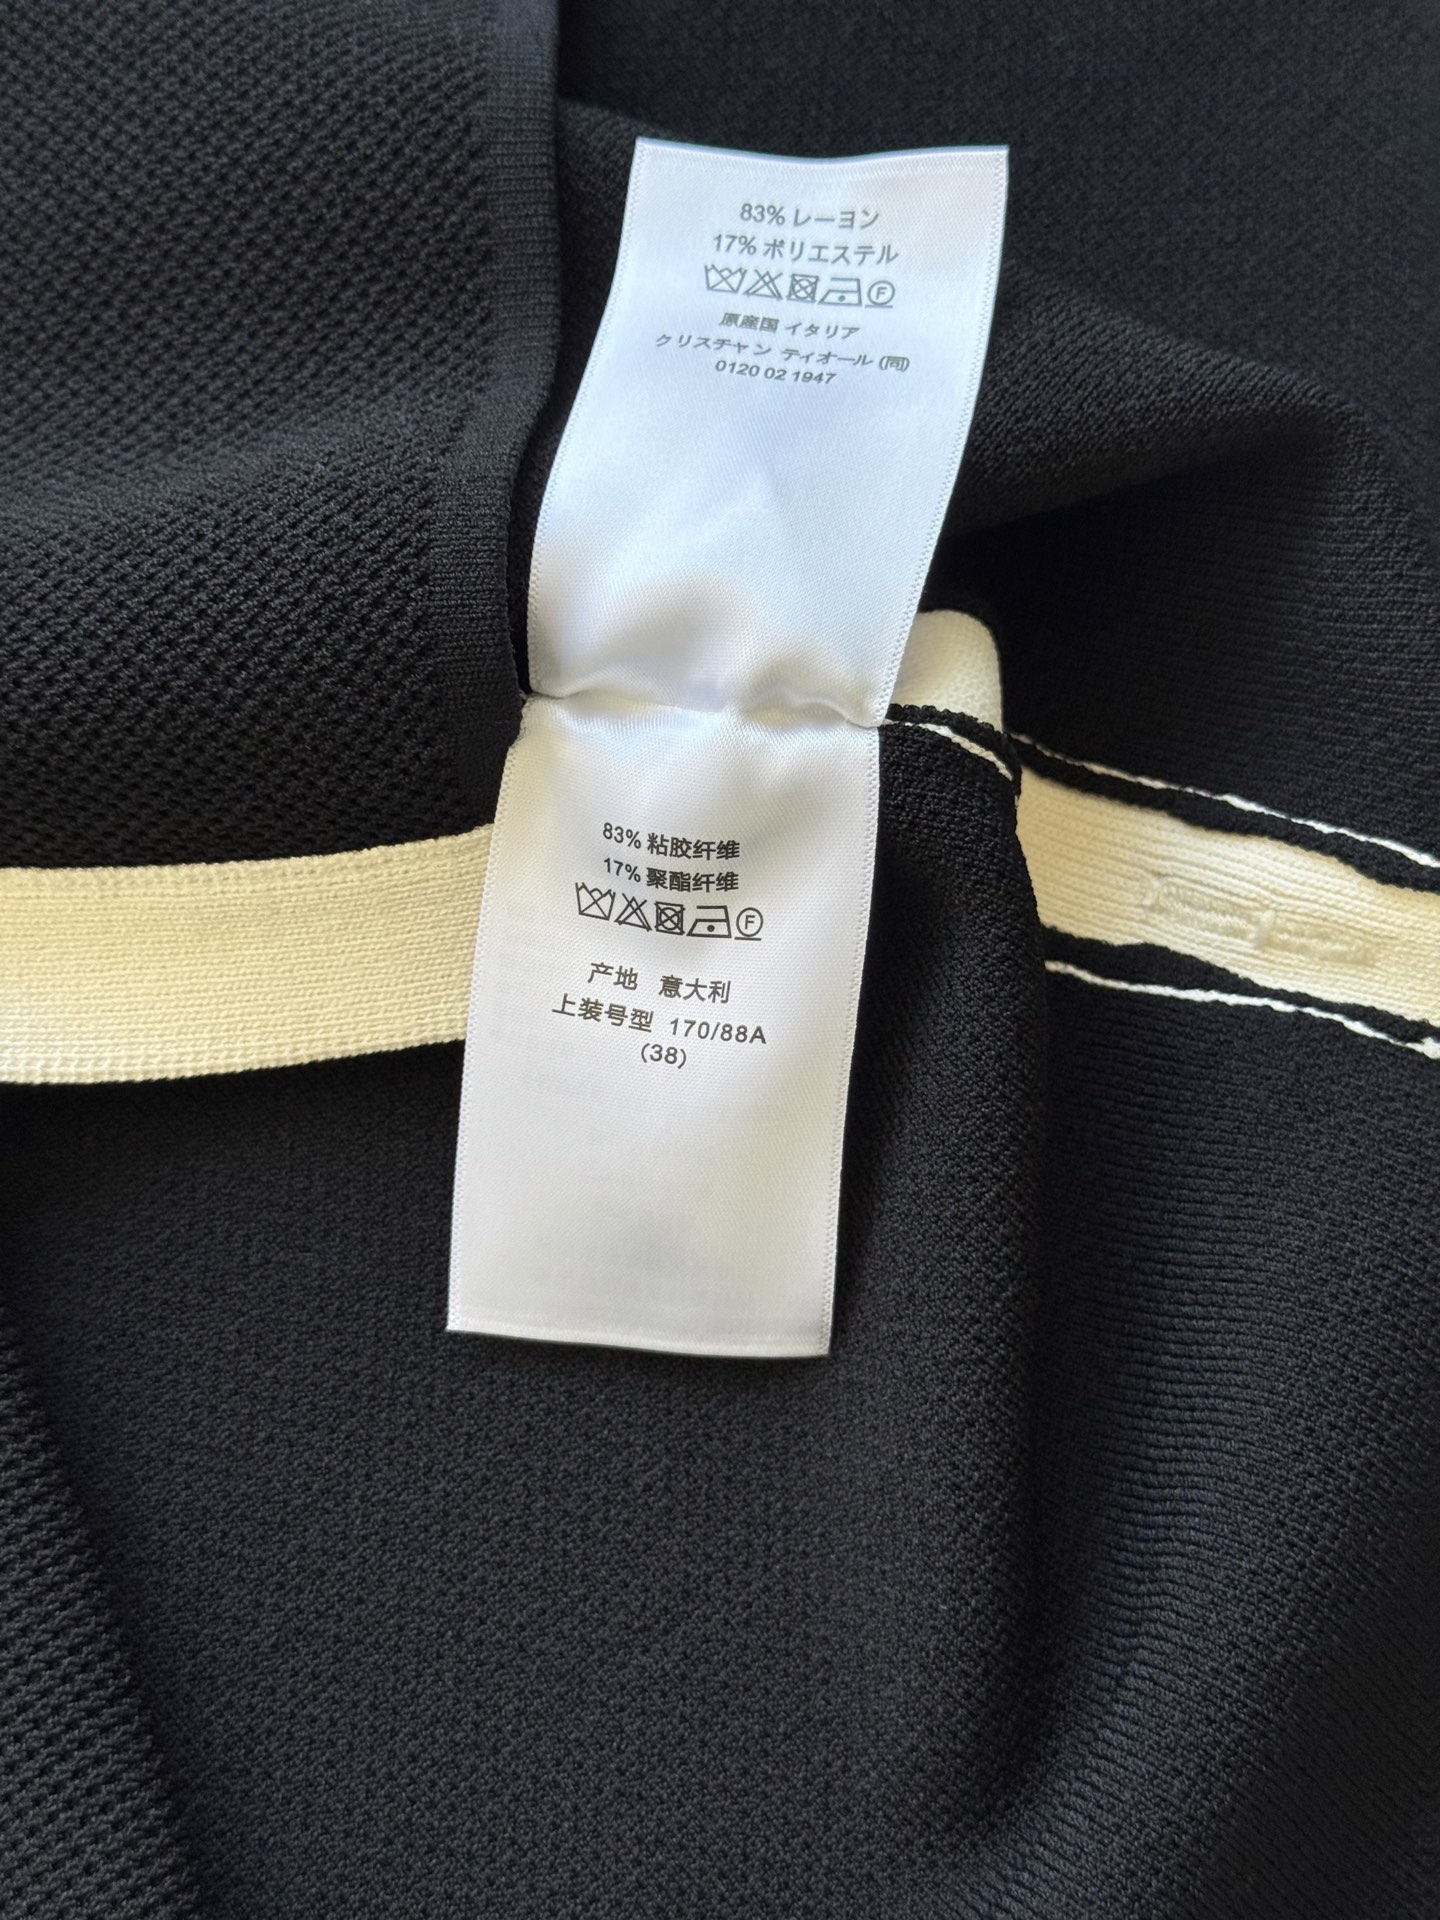 83% レーヨン
17% ポリエステル
F
原産国 イタリア
クリスチャン ディオール (同)
0120 02 1947
83% 粘胶纤维
17% 聚酯纤维
F
产地 意大利
上装号型 170/88A
(38)